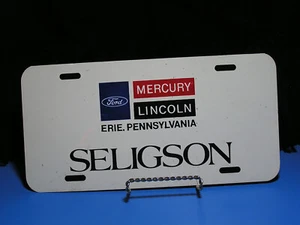 Ford
MERCURY
LINCOLN
ERIE, PENNSYLVANIA
SELIGSON